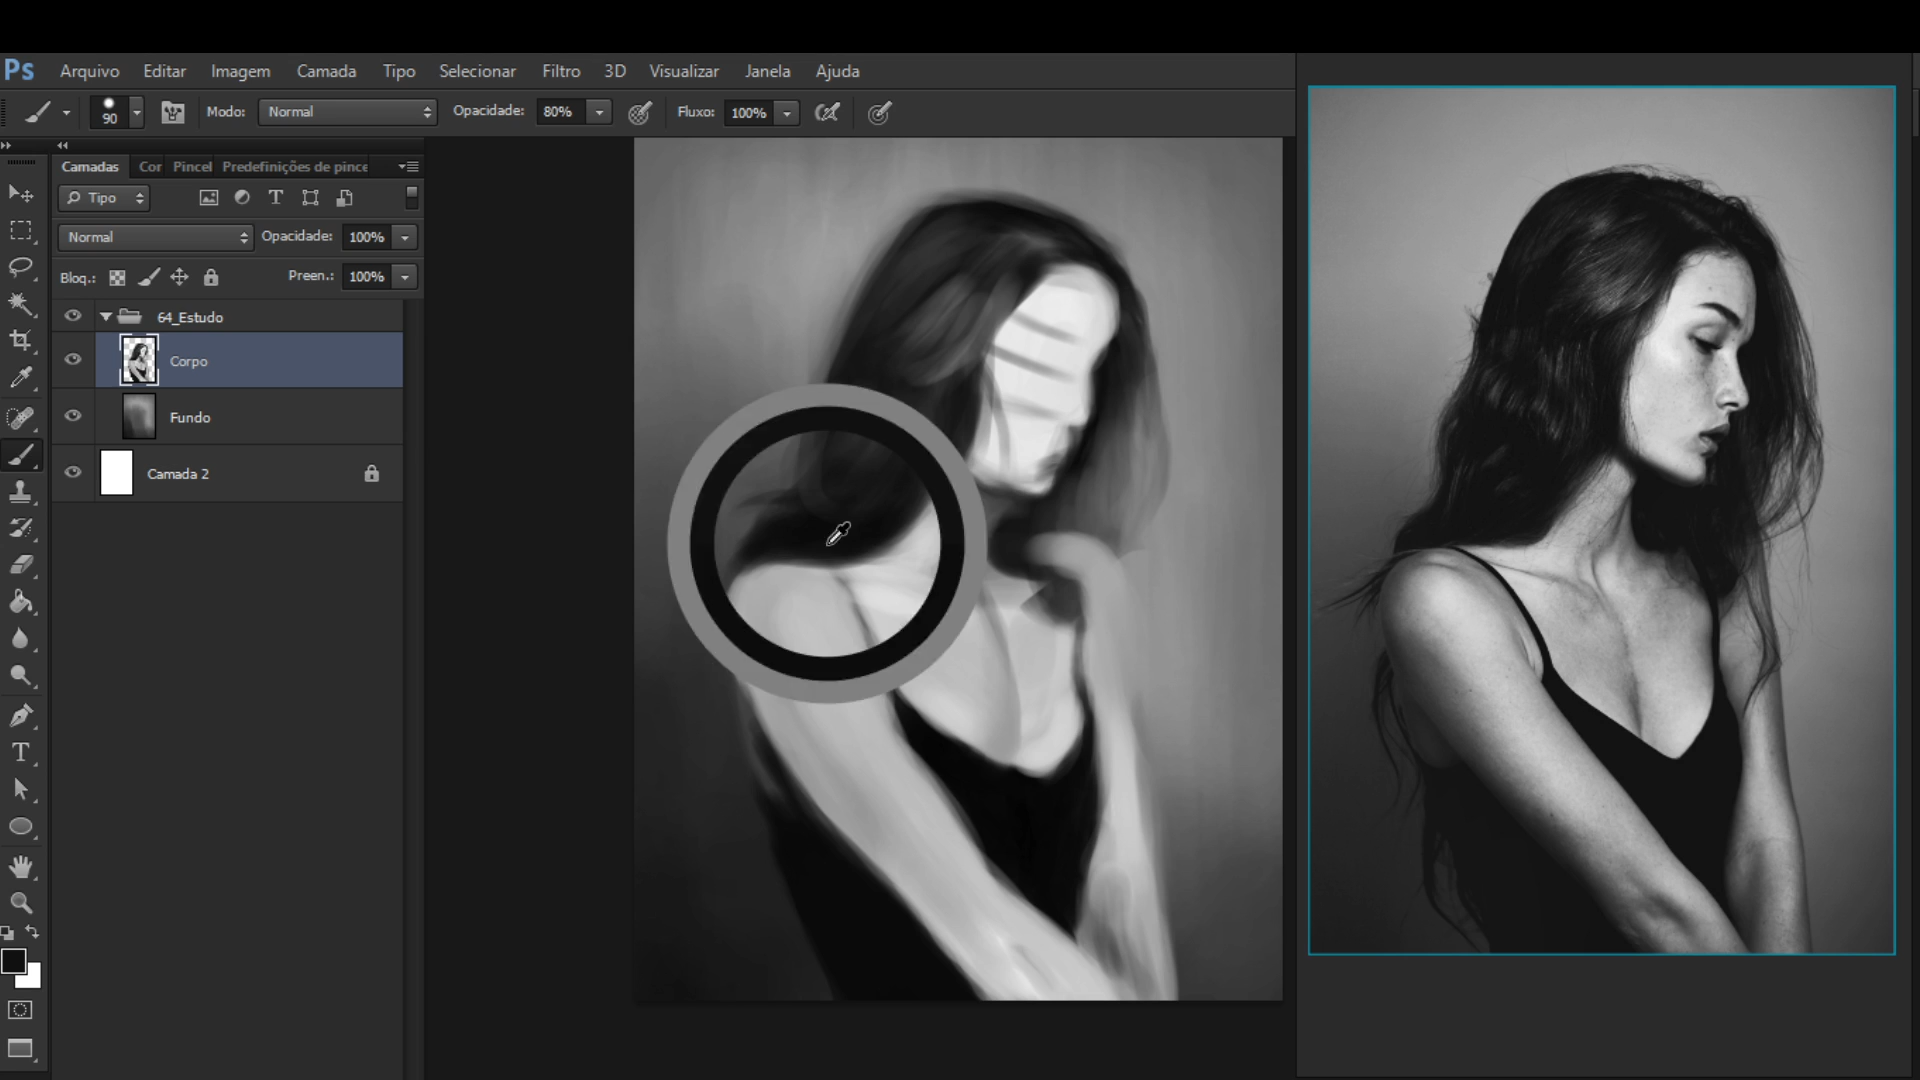 Ps Arquivo Editar Imagem Camada Tipo Selecionar Filtro 3D Visualizar Janela Ajuda
90 Modo: Normal Opacidade: 80% Fluxo: 100%
Camadas Cor Pincel Predefinições de pince
Tipo
Normal Opacidade: 100%
Bloq.: Preen.: 100%
64_Estudo
Corpo
Fundo
Camada 2